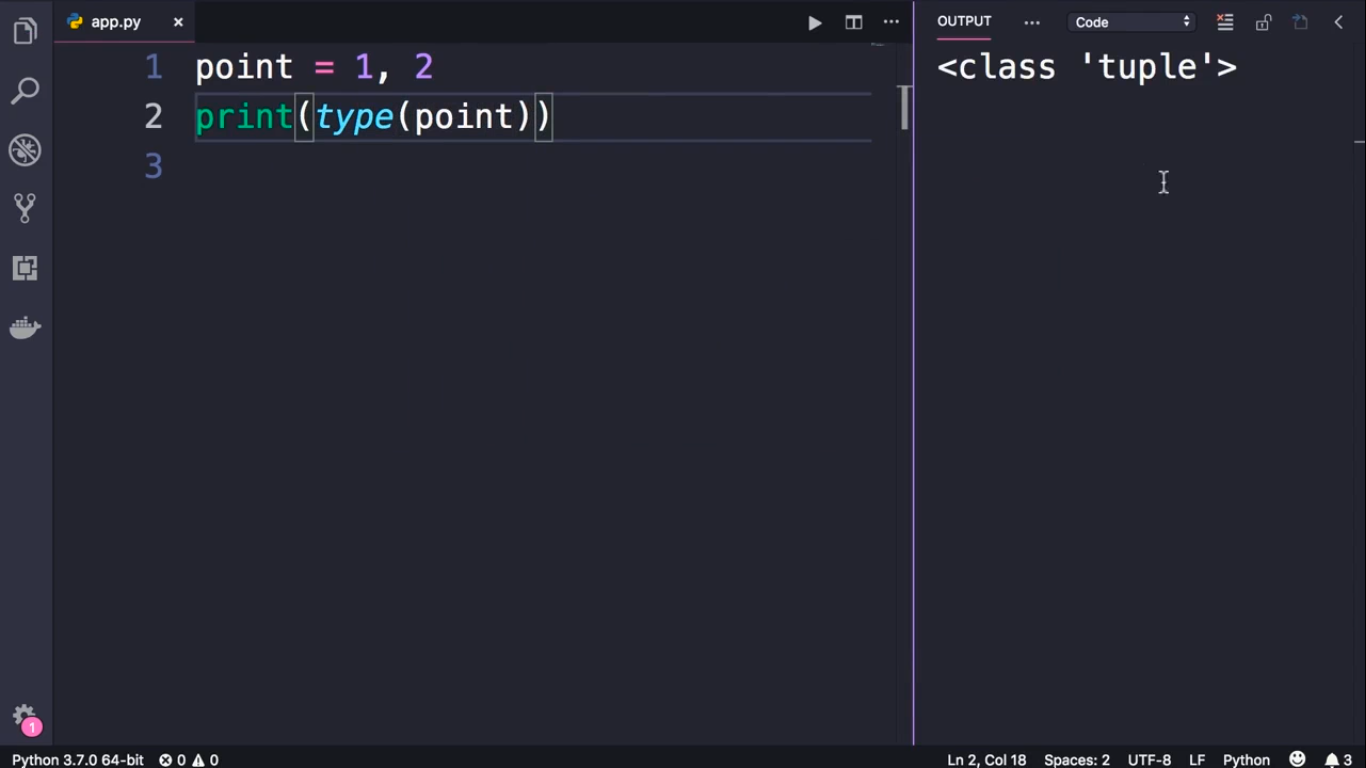 app.py
OUTPUT
Code
1 point = 1, 2
2 print(type(point))
3
<class 'tuple'>
1
Python 3.7.0 64-bit 0 0
Ln 2, Col 18 Spaces: 2 UTF-8 LF Python 3